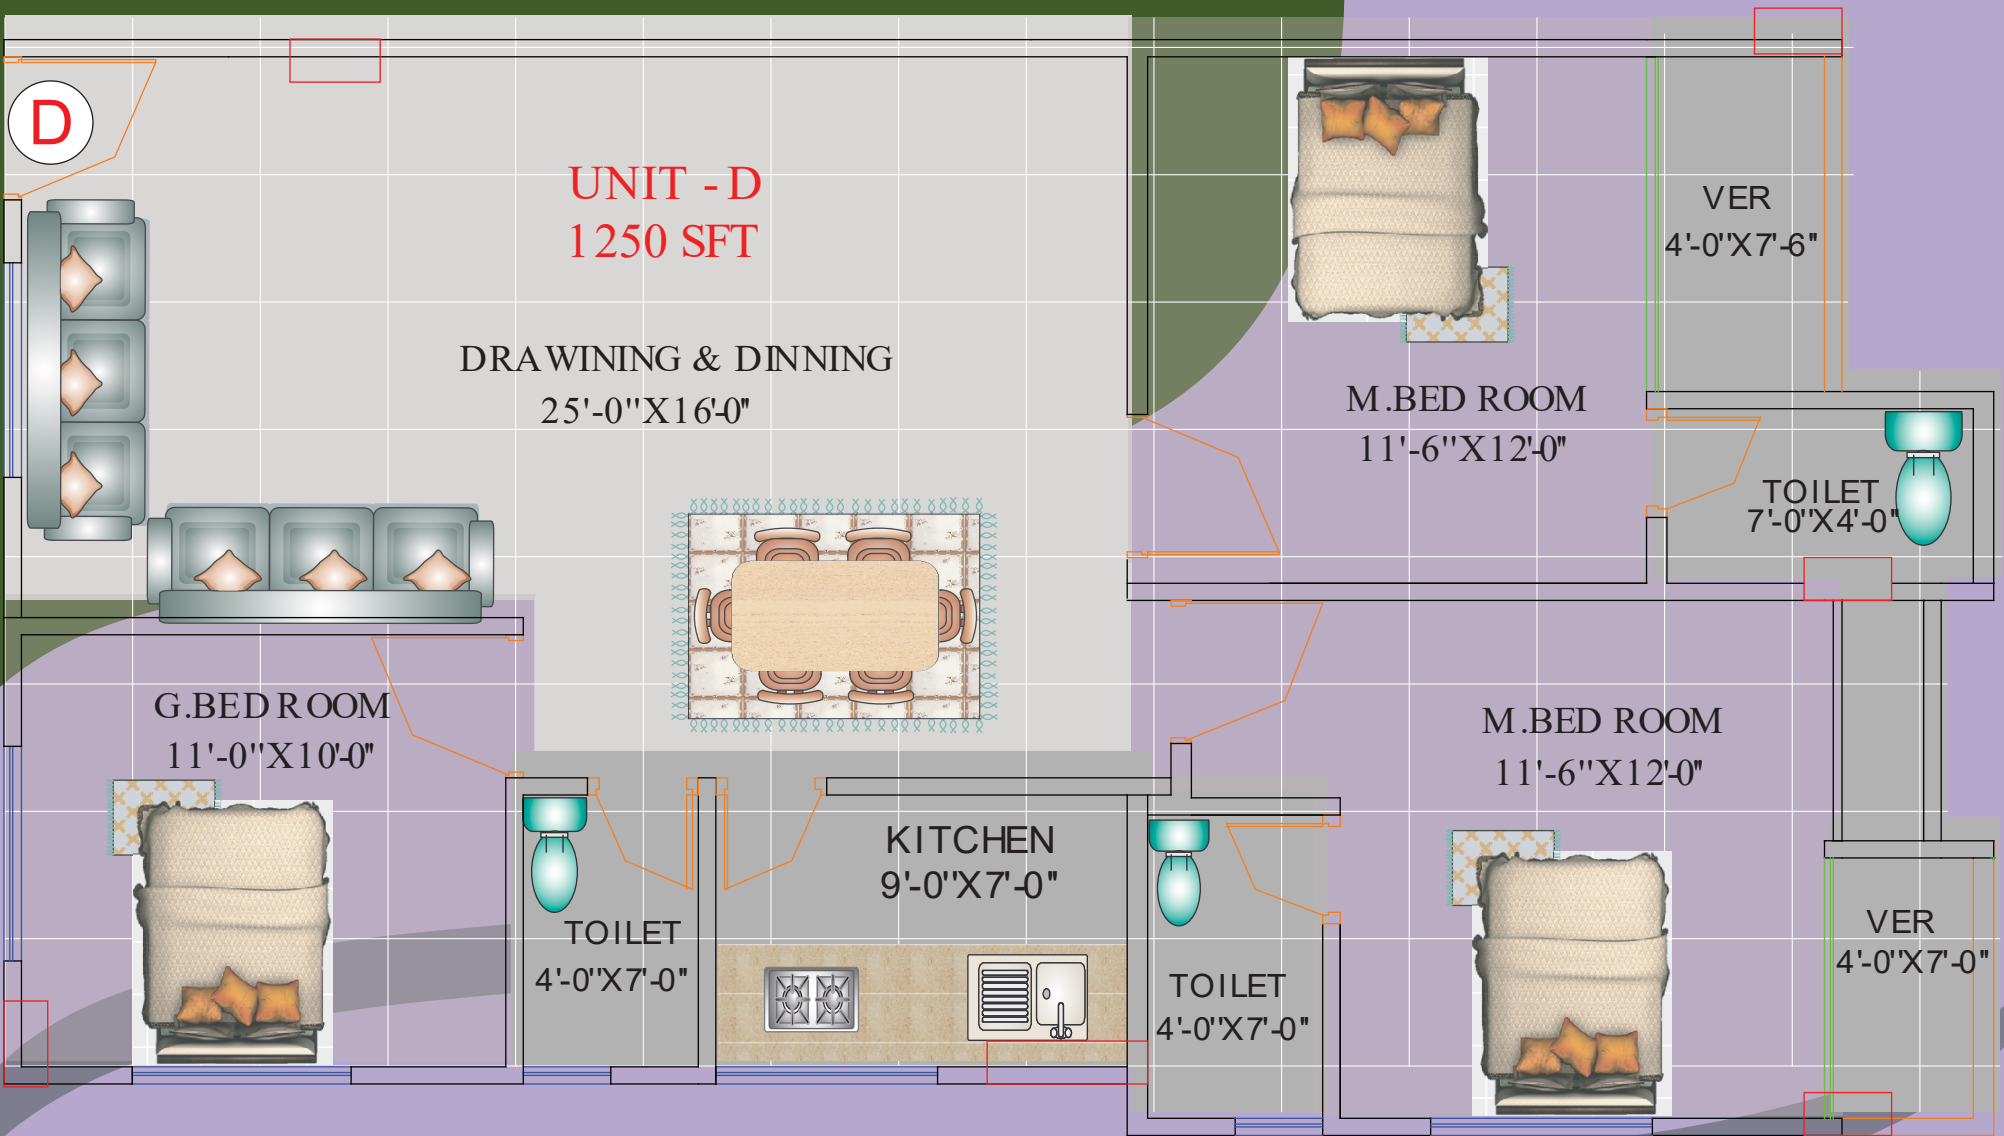 D
UNIT - D
1250 SFT
DRAWINING & DINNING
25'-0"X16'-0"
M.BED ROOM
11'-6"X12'-0"
VER
4'-0"X7'-6"
TOILET
7'-0"X4'-0"
G.BED ROOM
11'-0"X10'-0"
TOILET
4'-0"X7'-0"
KITCHEN
9'-0"X7'-0"
TOILET
4'-0"X7'-0"
M.BED ROOM
11'-6"X12'-0"
VER
4'-0"X7'-0"